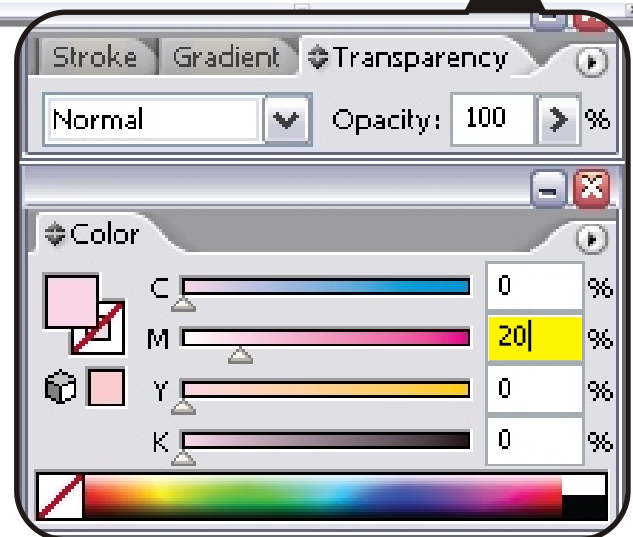 Stroke Gradient Transparency
Normal Opacity: 100 %
Color
C 0 %
M 20 %
Y 0 %
K 0 %